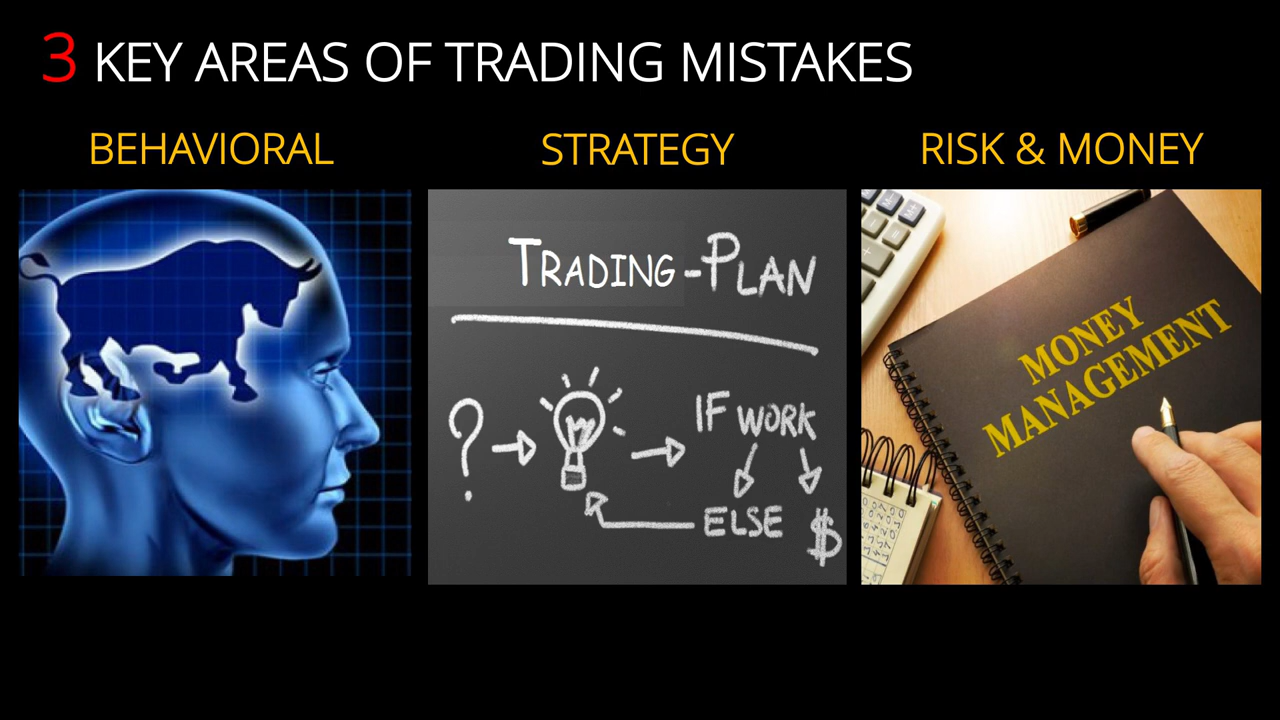 3 KEY AREAS OF TRADING MISTAKES
BEHAVIORAL
STRATEGY
RISK & MONEY
TRADING-PLAN
?
IF WORK
ELSE
$
MONEY
MANAGEMENT